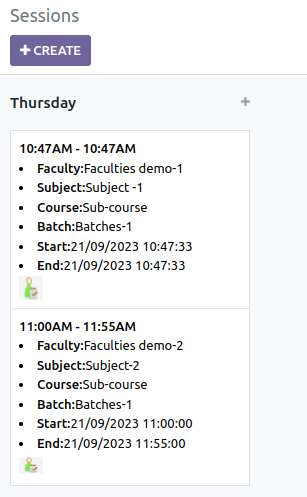 Sessions
+ CREATE
Thursday +
10:47AM - 10:47AM
• Faculty:Faculties demo-1
• Subject:Subject -1
• Course:Sub-course
• Batch:Batches-1
• Start:21/09/2023 10:47:33
• End:21/09/2023 10:47:33
11:00AM - 11:55AM
• Faculty:Faculties demo-2
• Subject:Subject-2
• Course:Sub-course
• Batch:Batches-1
• Start:21/09/2023 11:00:00
• End:21/09/2023 11:55:00